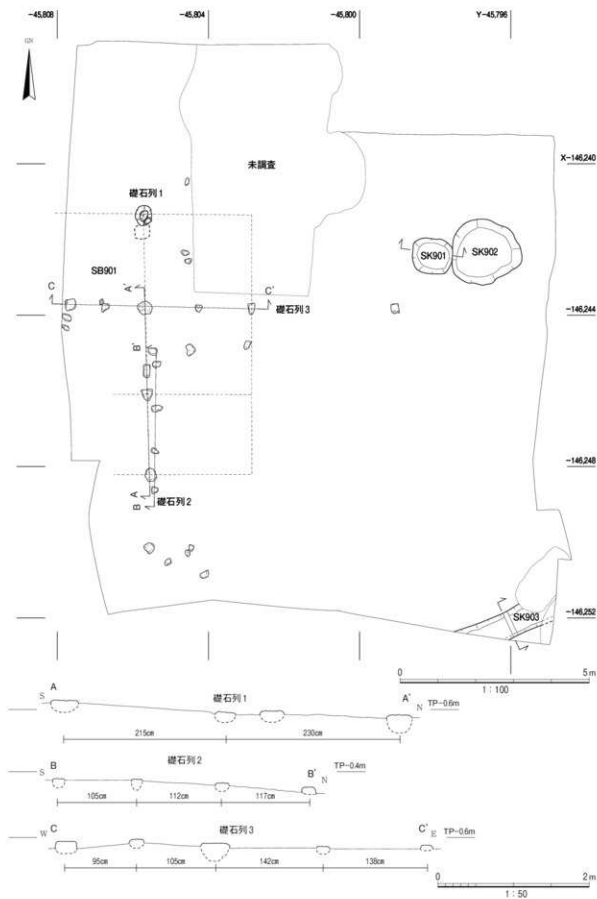 -45,808
-45,804
-45,800
Y-45,796
X-146,240
未調査
礎石列1
SK901
SK902
SB901
C
A'
C'
礎石列3
-146,244
B'
-146,248
A
B
礎石列2
-146,252
SK903
0 5m
1:100
S A 礎石列1 A' N TP-0.6m
215cm 230cm
S B 礎石列2 B' N TP-0.4m
105cm 112cm 117cm
W C 礎石列3 C' E TP-0.6m
95cm 105cm 142cm 138cm
0 2m
1:50